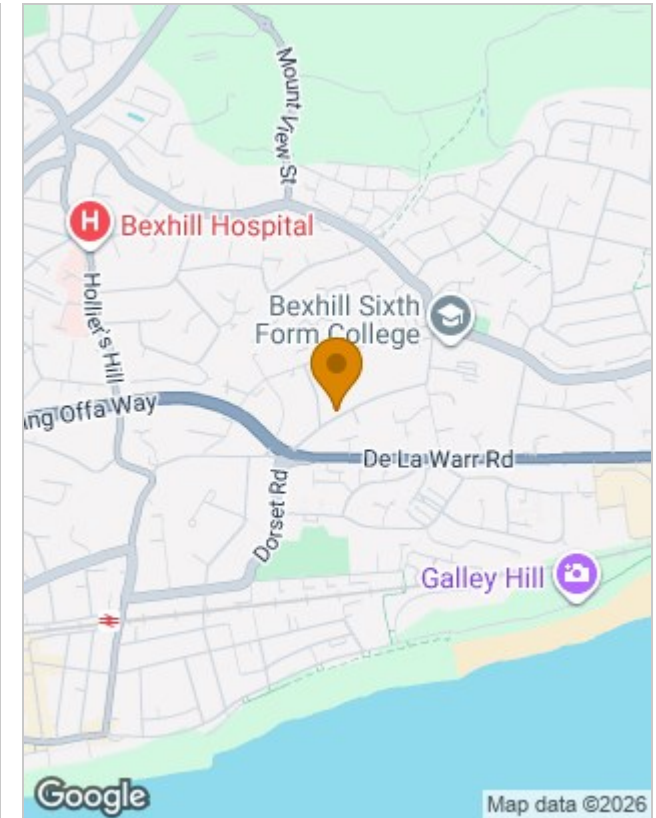 Mount View St
H
Bexhill Hospital
Hollier's Hill
Bexhill Sixth
Form College
ng Offa Way
De La Warr Rd
Dorset Rd
Galley Hill
Google
Map data ©2026